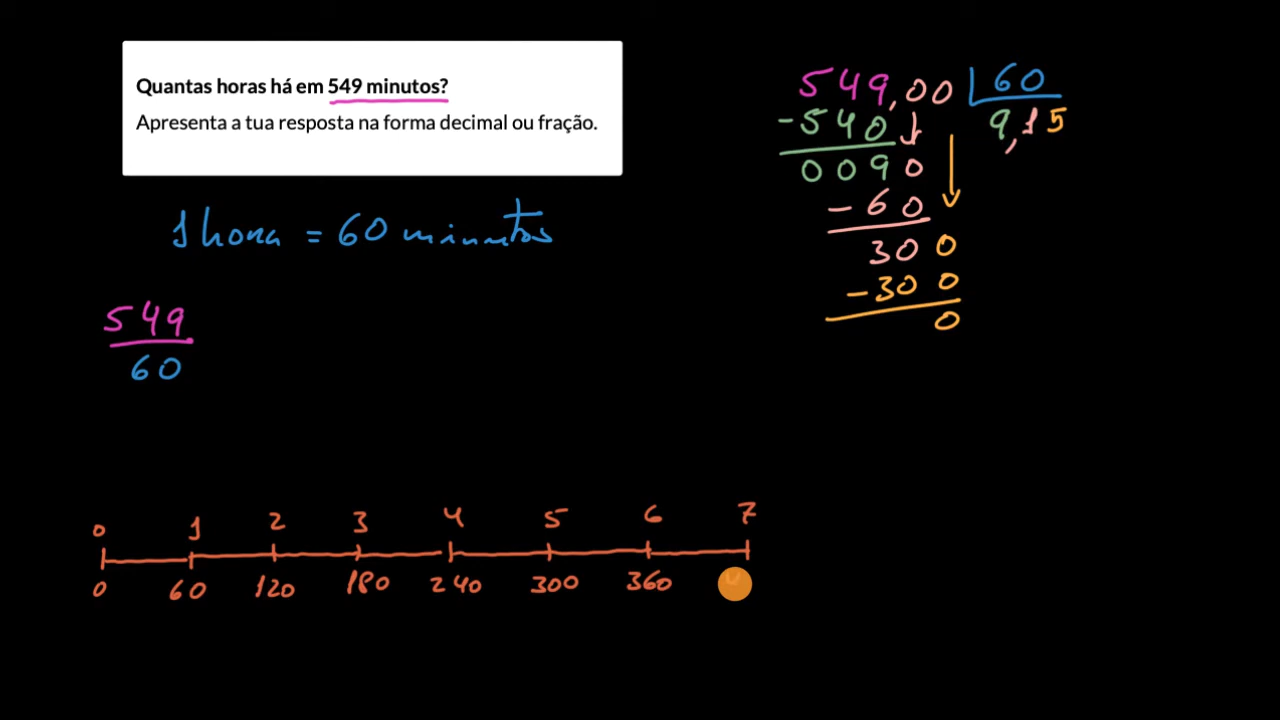 Quantas horas há em 549 minutos?
Apresenta a tua resposta na forma decimal ou fração.
1 hora = 60 minutos
549
60
549,00 60
-540 9,15
0090
-60
300
-300
0
0 1 2 3 4 5 6 7
0 60 120 180 240 300 360